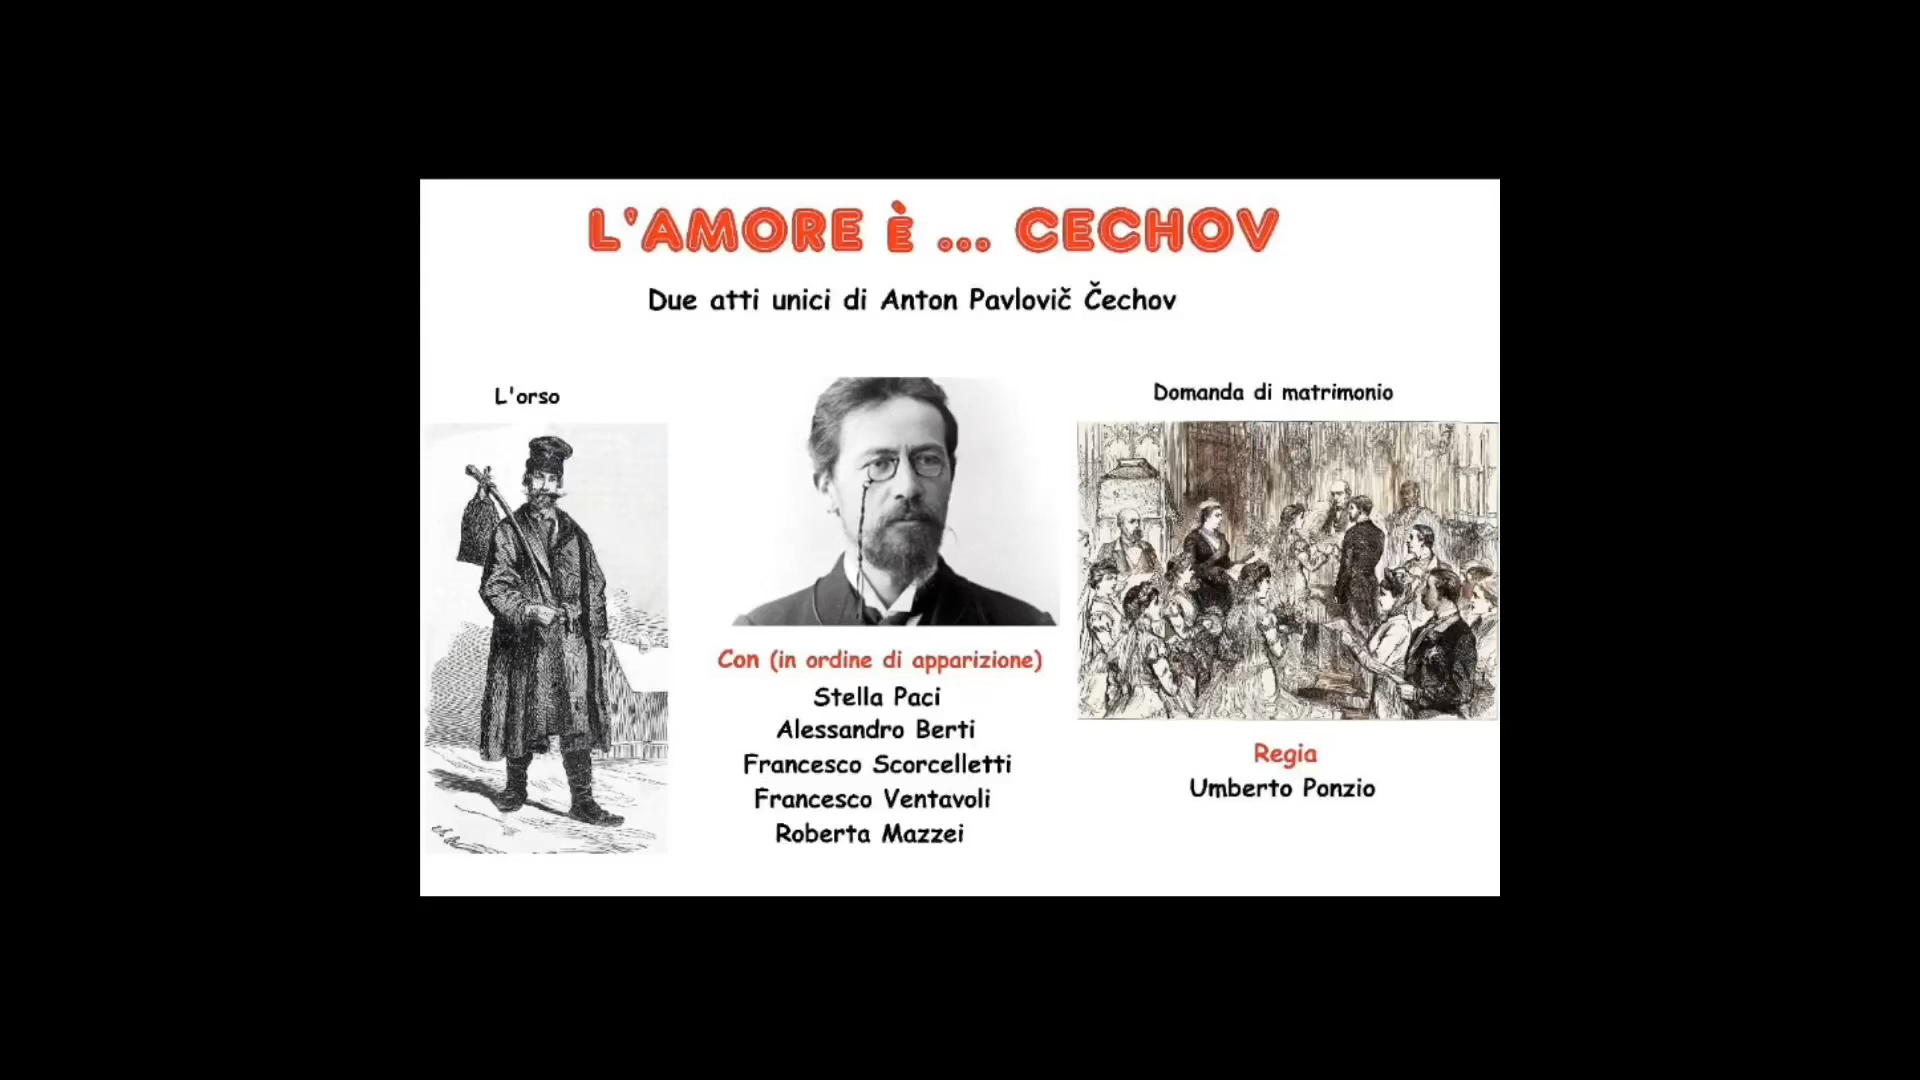 L'AMORE È ... CECHOV
Due atti unici di Anton Pavlovič Čechov
L'orso
Domanda di matrimonio
Con (in ordine di apparizione)
Stella Paci
Alessandro Berti
Francesco Scorcelletti
Francesco Ventavoli
Roberta Mazzei
Regia
Umberto Ponzio